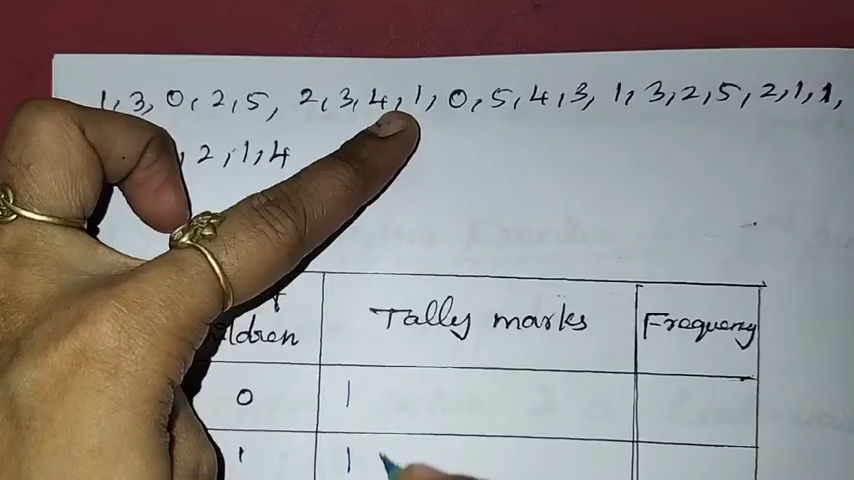 1, 3, 0, 2, 5, 2, 3, 4, 1, 0, 5, 4, 3, 1, 3, 2, 5, 2, 1, 1,
, 2, 1, 4
Tally marks Frequency
0 |
1 |